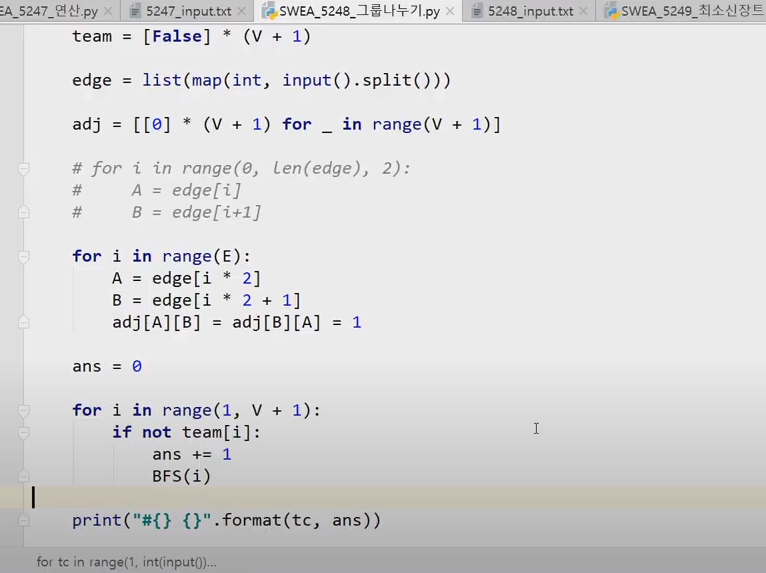 EA_5247_연산.py
5247_input.txt
SWEA_5248_그룹나누기.py
5248_input.txt
SWEA_5249_최소신장트
team = [False] * (V + 1)
edge = list(map(int, input().split()))
adj = [[0] * (V + 1) for _ in range(V + 1)]
# for i in range(0, len(edge), 2):
#     A = edge[i]
#     B = edge[i+1]
for i in range(E):
    A = edge[i * 2]
    B = edge[i * 2 + 1]
    adj[A][B] = adj[B][A] = 1
ans = 0
for i in range(1, V + 1):
    if not team[i]:
        ans += 1
        BFS(i)
print("#{} {}".format(tc, ans))
for tc in range(1, int(input())...